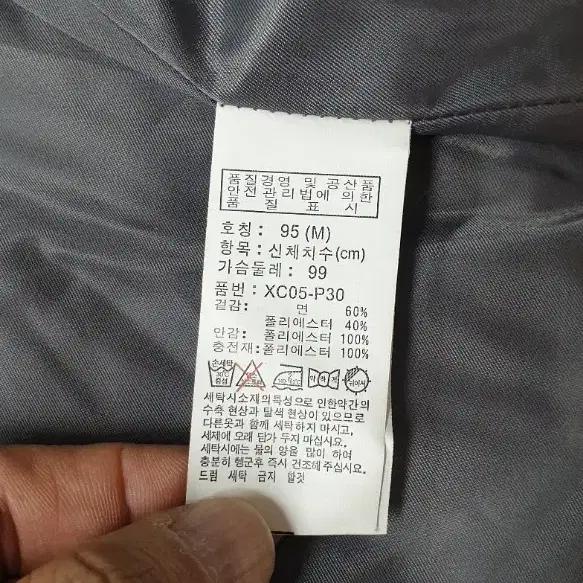 품질경영 및 공산품
안전관리법에 의한
품 질 표 시
호칭: 95 (M)
항목: 신체치수(cm)
가슴둘레: 99
품번: XC05-P30
겉감: 면 60%
폴리에스터 40%
안감: 폴리에스터 100%
충전재: 폴리에스터 100%
손세탁
30°C
중성
세탁시소재의특성으로 인한약간의
수축 현상과 탈색 현상이 있으므로
다른옷과 함께 세탁하지 마시고,
세제에 오래 담가 두지 마십시요.
세탁시에는 물의 양을 많이 하여
충분히 헹군후 즉시 건조해 주십시요.
드럼 세탁 금지 할것